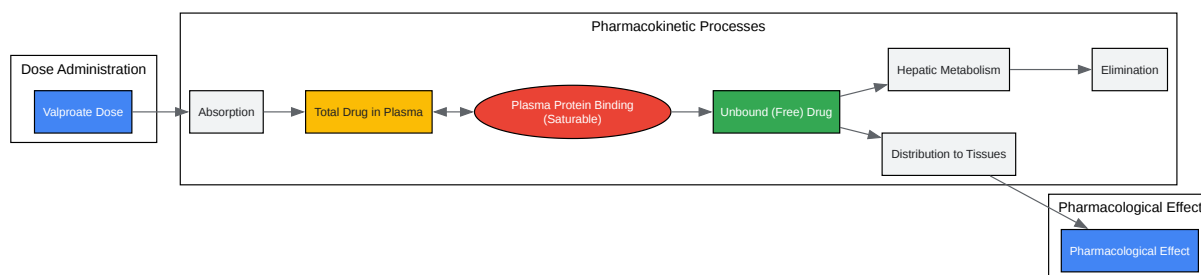 Pharmacokinetic Processes
Dose Administration
Valproate Dose
Absorption
Total Drug in Plasma
Plasma Protein Binding
(Saturable)
Unbound (Free) Drug
Hepatic Metabolism
Elimination
Distribution to Tissues
Pharmacological Effect
Pharmacological Effect